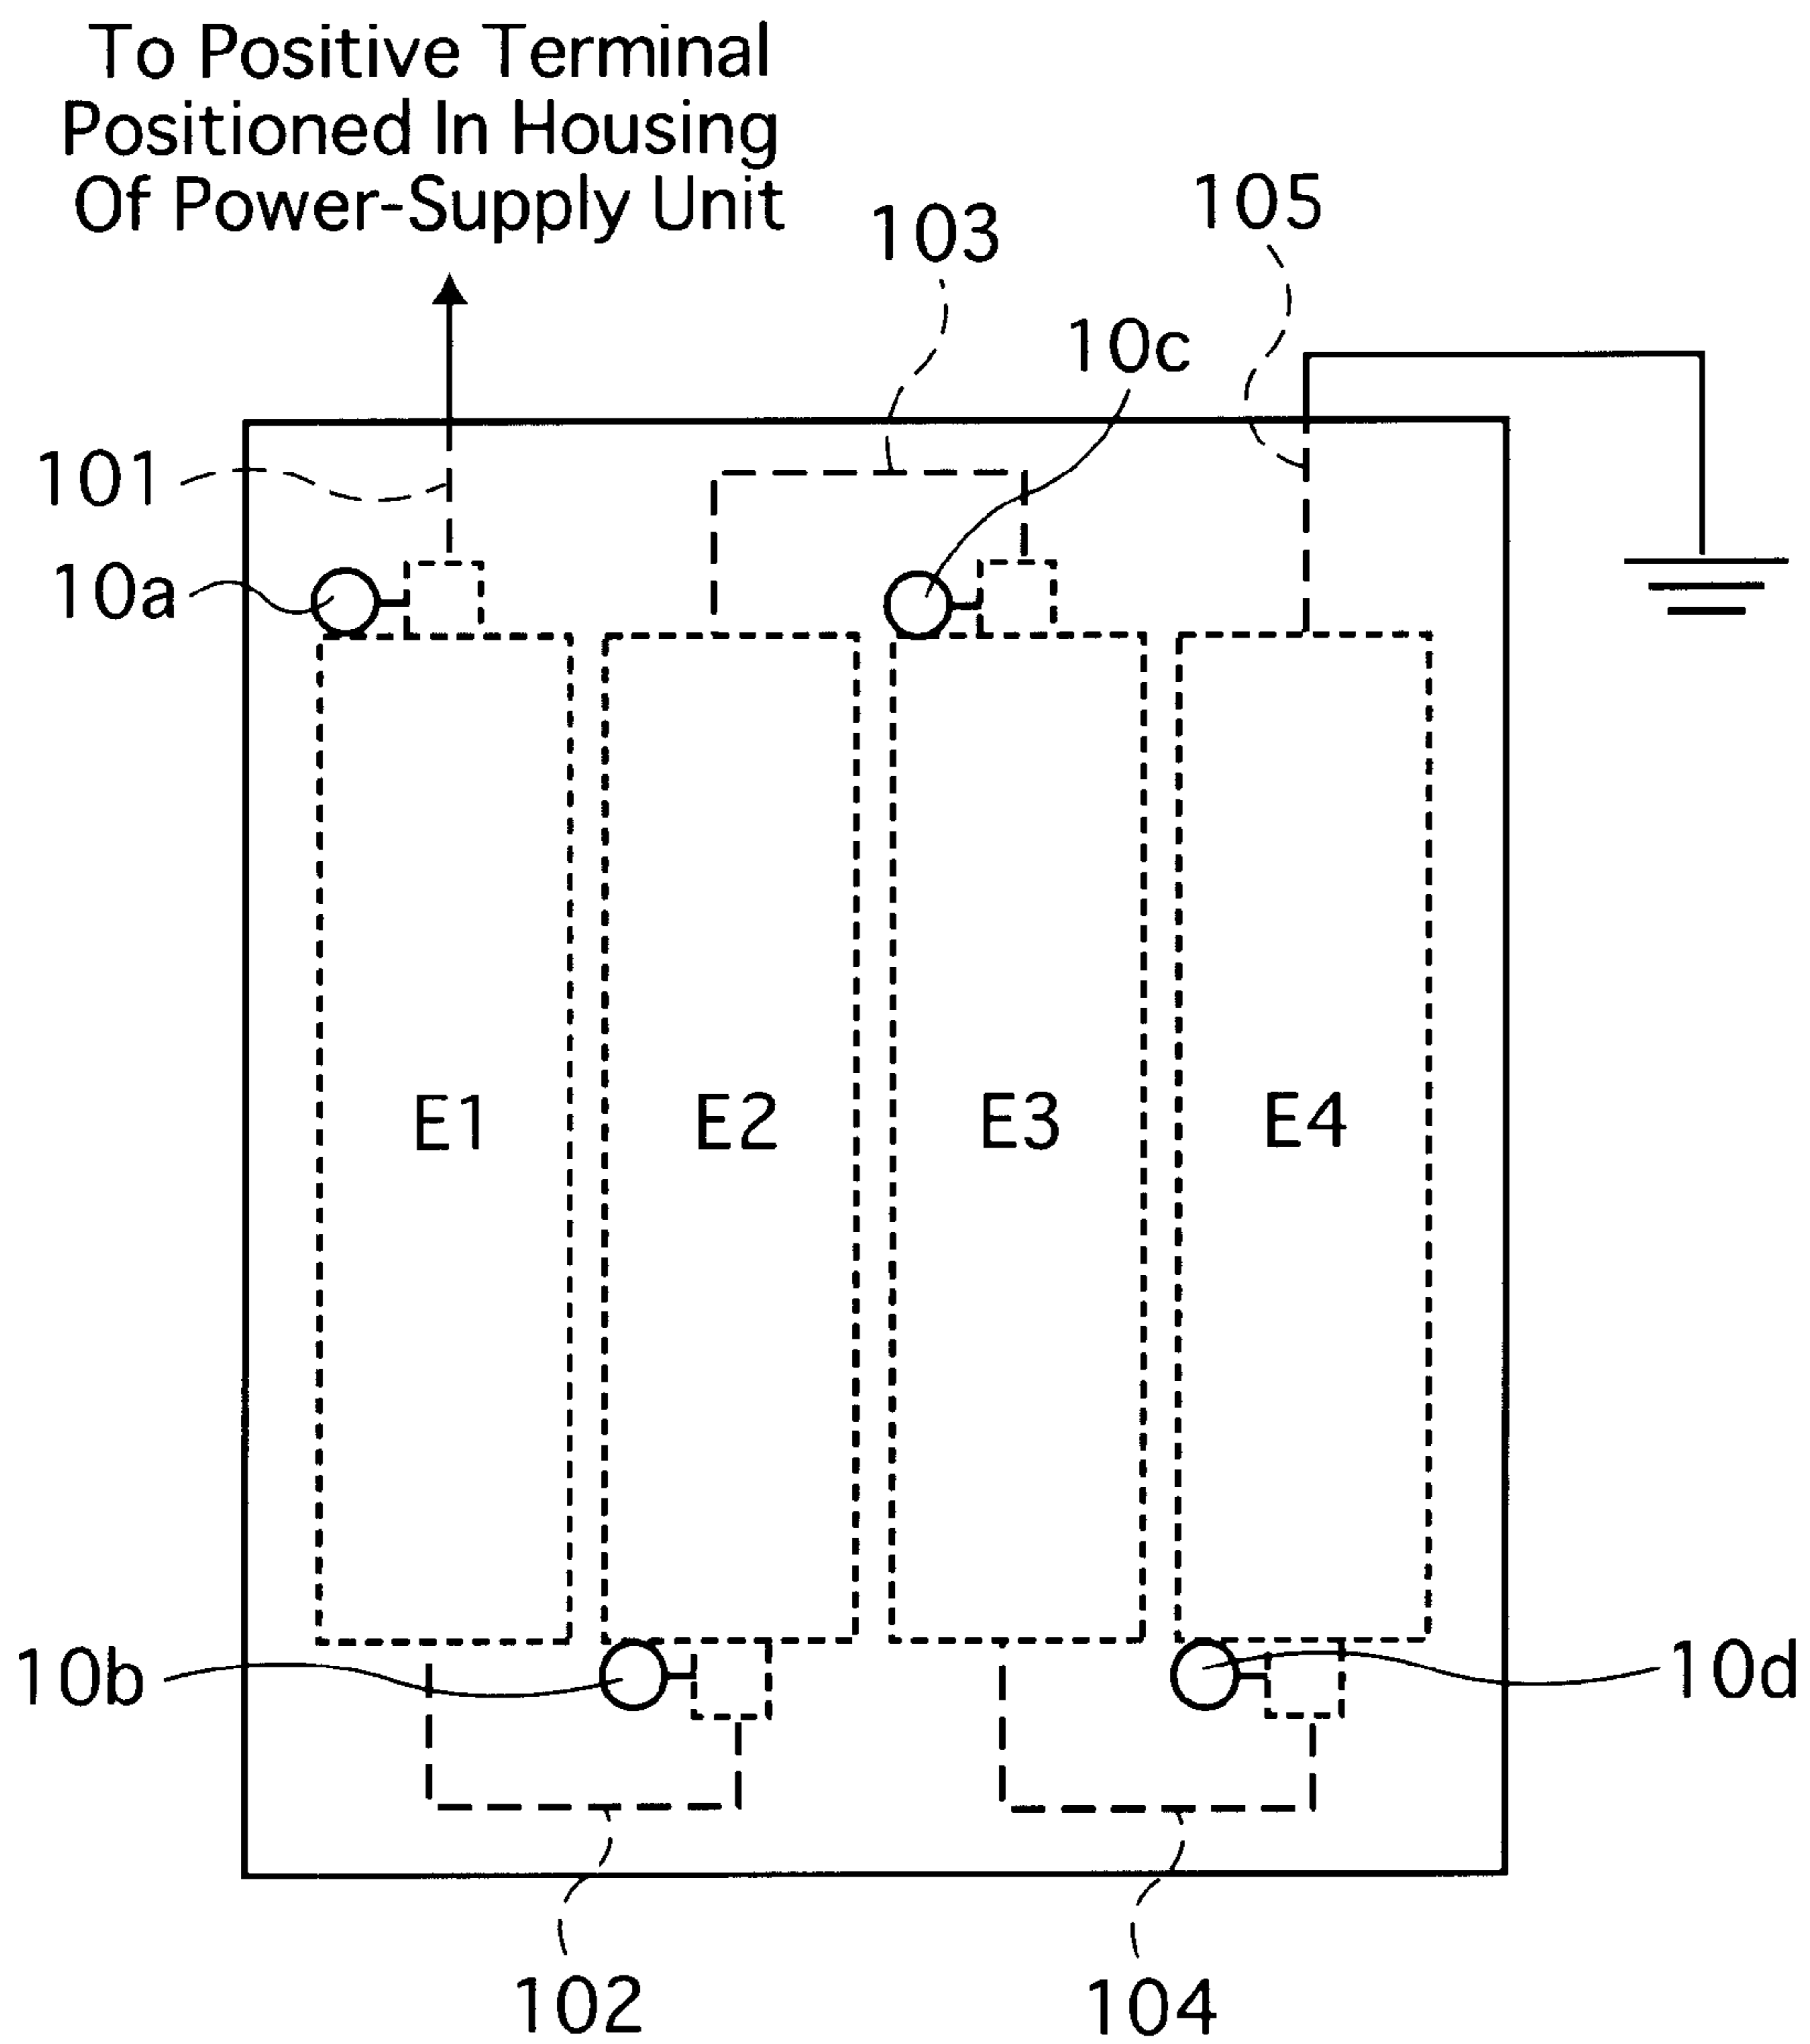 To Positive Terminal
Positioned In Housing
Of Power-Supply Unit
103
105
10c
101
10a
E1
E2
E3
E4
10b
10d
102
104